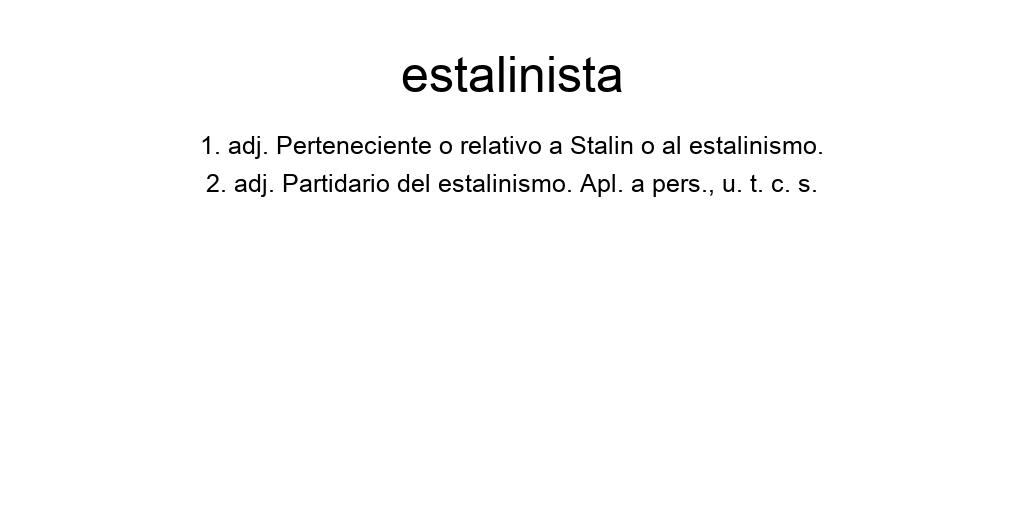 estalinista
1. adj. Perteneciente o relativo a Stalin o al estalinismo.
2. adj. Partidario del estalinismo. Apl. a pers., u. t. c. s.